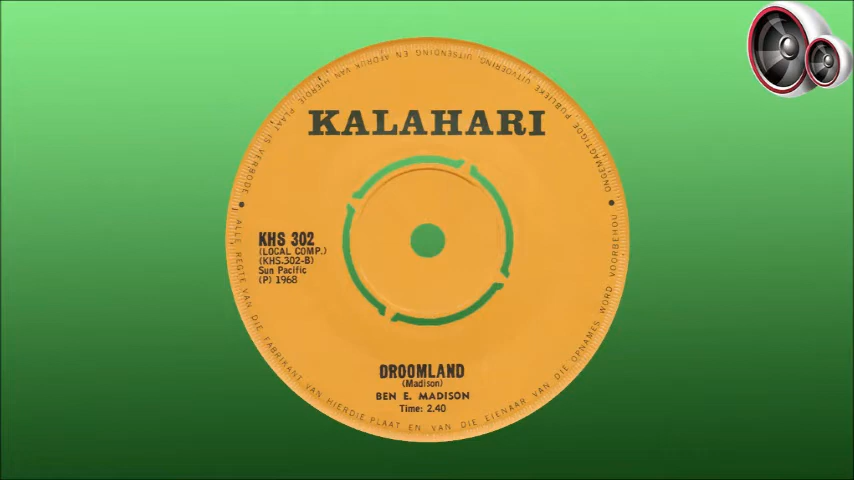 KALAHARI
KHS 302
(LOCAL COMP.)
(KHS.302-B)
Sun Pacific
(P) 1968
DROOMLAND
(Madison)
BEN E. MADISON
Time: 2.40
ALLE REGTE VAN DIE FABRIKANT VAN HIERDIE PLAAT EN VAN DIE EIENAAR VAN DIE OPNAMES WORD VOORBEHOU
ONGEMAGTIGDE PUBLIEKE UITVOERING, UITSENDING EN AFDRUK VAN HIERDIE PLAAT IS VERBODE